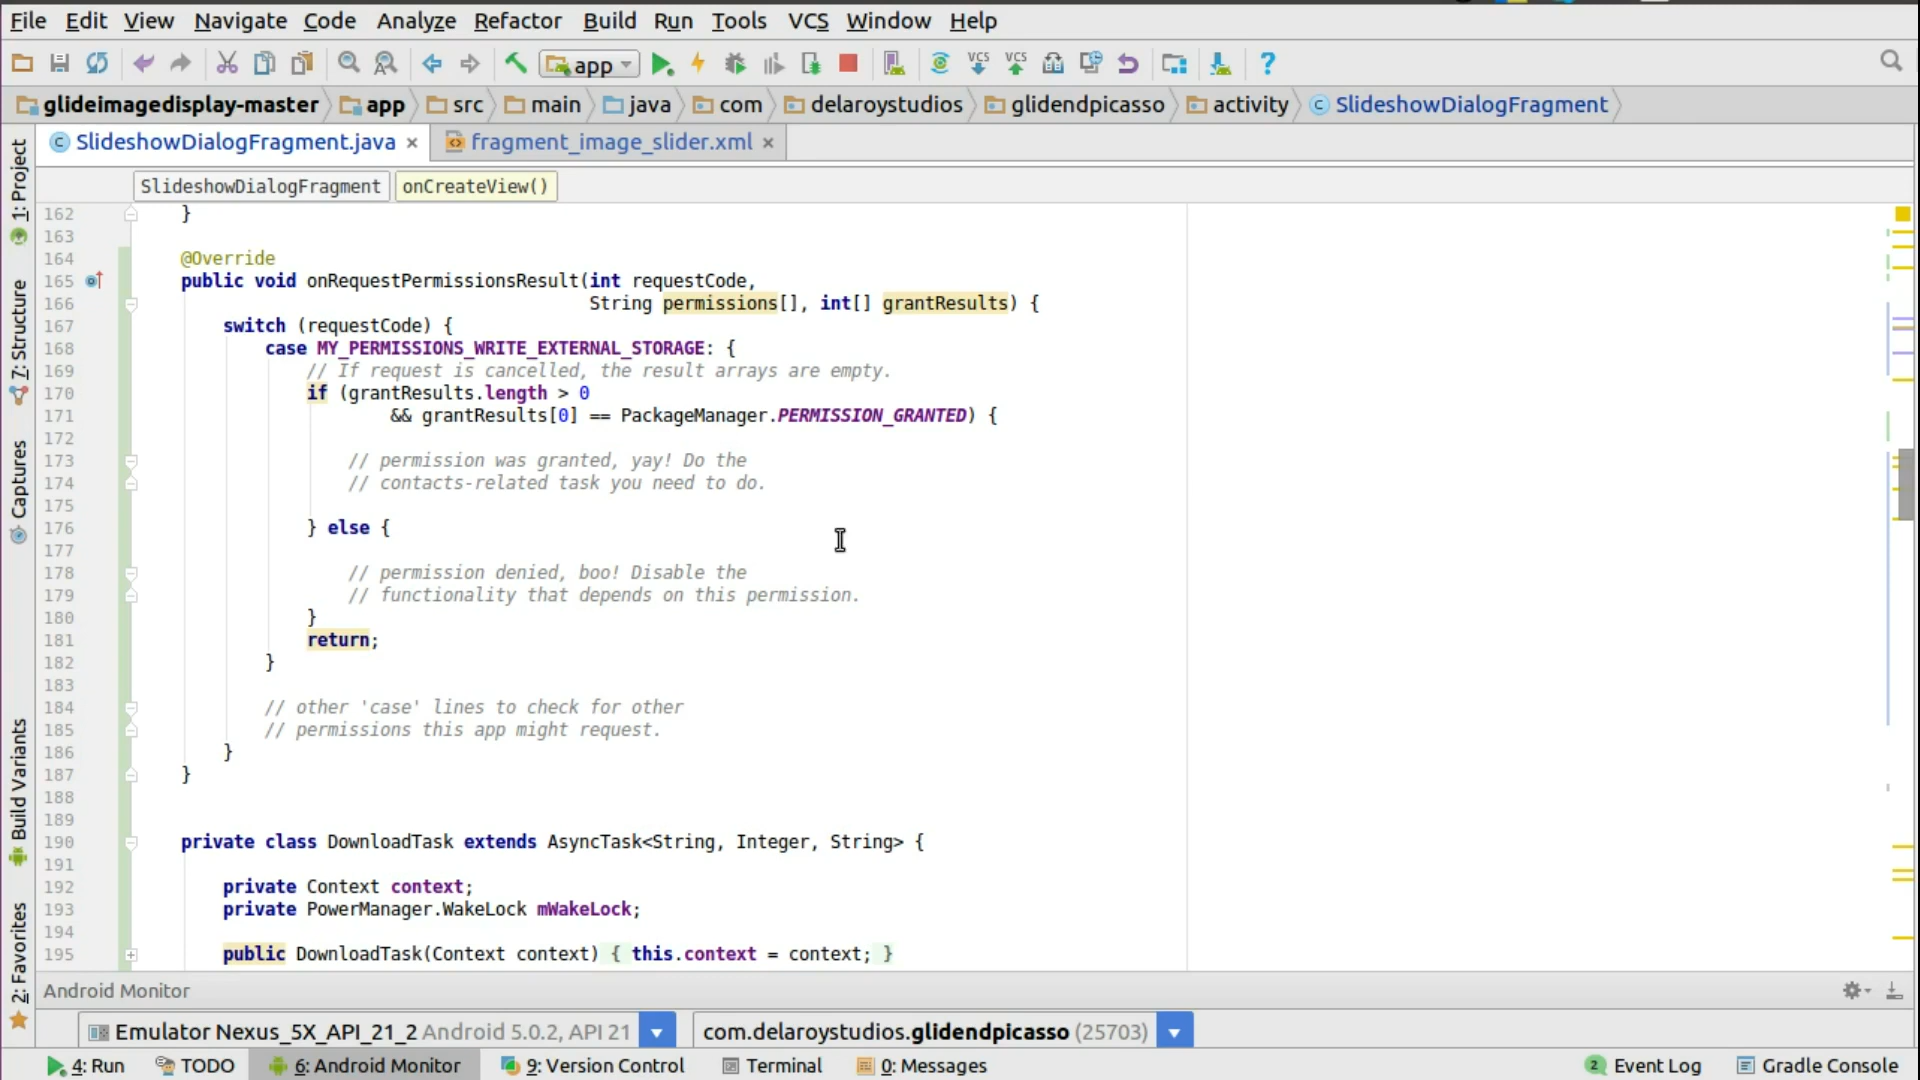 File Edit View Navigate Code Analyze Refactor Build Run Tools VCS Window Help
app VCS VCS ?
glideimagedisplay-master app src main java com delaroystudios glidendpicasso activity SlideshowDialogFragment
SlideshowDialogFragment.java fragment_image_slider.xml
SlideshowDialogFragment onCreateView()
1: Project
7: Structure
Captures
Build Variants
2: Favorites
162 }
163
164 @Override
165 public void onRequestPermissionsResult(int requestCode,
166 String permissions[], int[] grantResults) {
167 switch (requestCode) {
168 case MY_PERMISSIONS_WRITE_EXTERNAL_STORAGE: {
169 // If request is cancelled, the result arrays are empty.
170 if (grantResults.length > 0
171 && grantResults[0] == PackageManager.PERMISSION_GRANTED) {
172
173 // permission was granted, yay! Do the
174 // contacts-related task you need to do.
175
176 } else {
177
178 // permission denied, boo! Disable the
179 // functionality that depends on this permission.
180 }
181 return;
182 }
183
184 // other 'case' lines to check for other
185 // permissions this app might request.
186 }
187 }
188
189
190 private class DownloadTask extends AsyncTask<String, Integer, String> {
191
192 private Context context;
193 private PowerManager.WakeLock mWakeLock;
194
195 public DownloadTask(Context context) { this.context = context; }
Android Monitor
Emulator Nexus_5X_API_21_2 Android 5.0.2, API 21 com.delaroystudios.glidendpicasso (25703)
4: Run TODO 6: Android Monitor 9: Version Control Terminal 0: Messages 2 Event Log Gradle Console